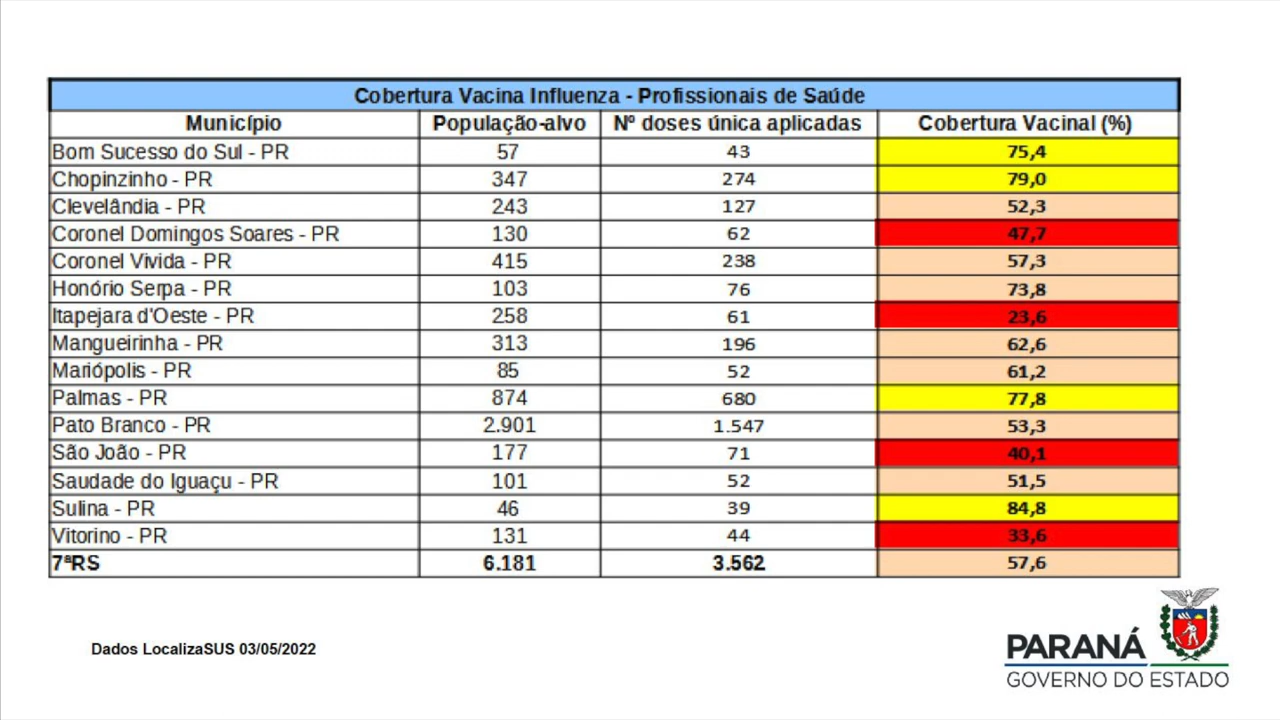 Cobertura Vacina Influenza - Profissionais de Saúde
Município População-alvo Nº doses única aplicadas Cobertura Vacinal (%)
Bom Sucesso do Sul - PR 57 43 75,4
Chopinzinho - PR 347 274 79,0
Clevelândia - PR 243 127 52,3
Coronel Domingos Soares - PR 130 62 47,7
Coronel Vivida - PR 415 238 57,3
Honório Serpa - PR 103 76 73,8
Itapejara d'Oeste - PR 258 61 23,6
Mangueirinha - PR 313 196 62,6
Mariópolis - PR 85 52 61,2
Palmas - PR 874 680 77,8
Pato Branco - PR 2.901 1.547 53,3
São João - PR 177 71 40,1
Saudade do Iguaçu - PR 101 52 51,5
Sulina - PR 46 39 84,8
Vitorino - PR 131 44 33,6
7ªRS 6.181 3.562 57,6
Dados LocalizaSUS 03/05/2022
PARANÁ
GOVERNO DO ESTADO